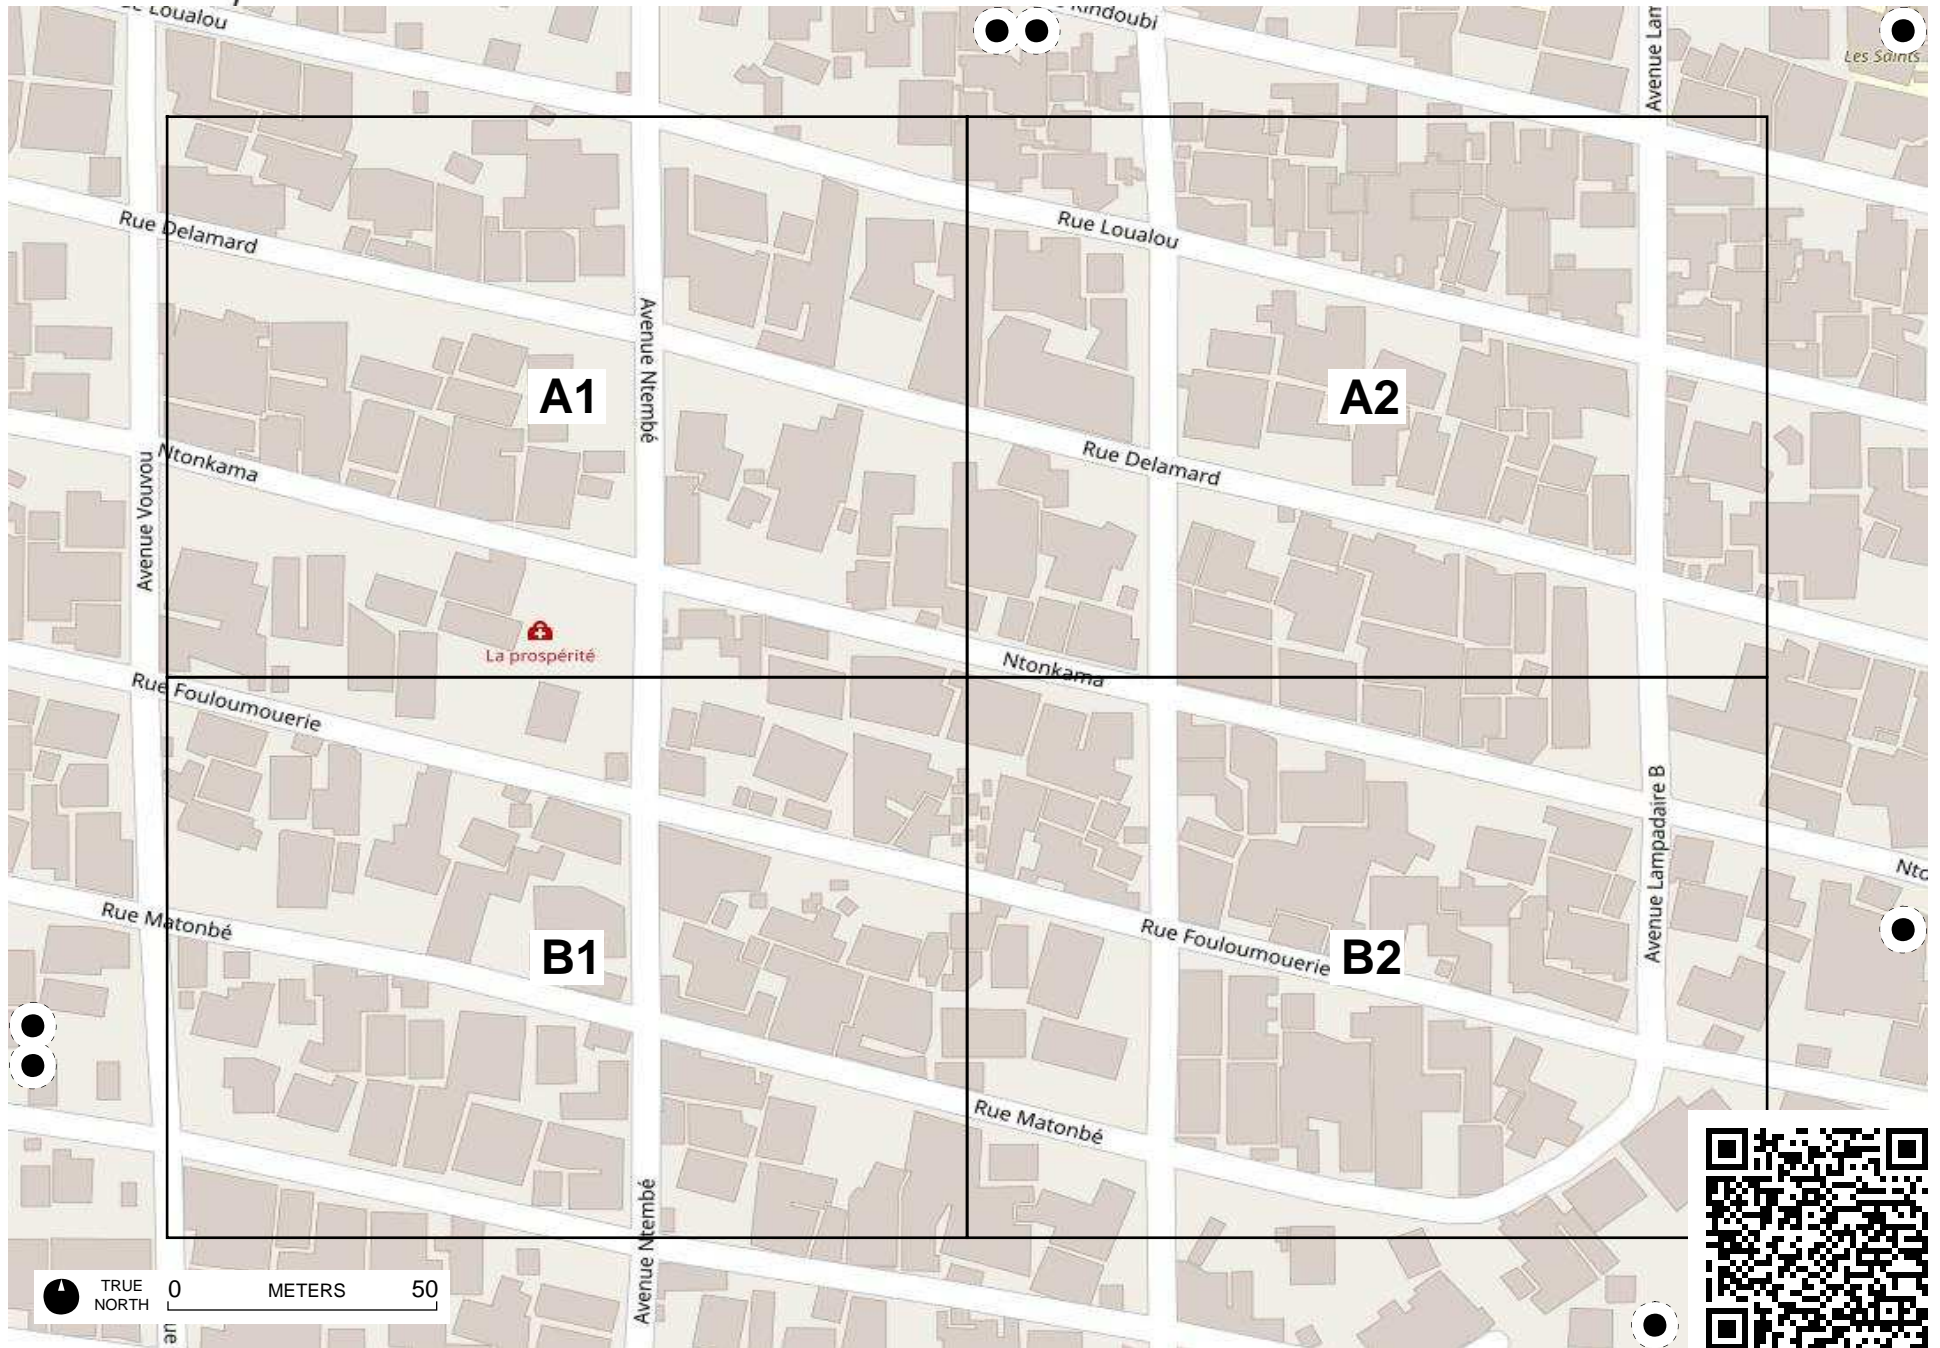 Loualou
Kindoubi
Avenue Lam
Les Saints
Rue Delamard
Rue Loualou
Avenue Ntembé
A1
A2
Ntonkama
Rue Delamard
Avenue Vouvou
La prospérité
Ntonkama
Rue Fouloumouerie
Avenue Lampadaire B
Nto
Rue Matonbé
B1
Rue Fouloumouerie
B2
Rue Matonbé
Avenue Ntembé
TRUE
NORTH
0 METERS 50
an